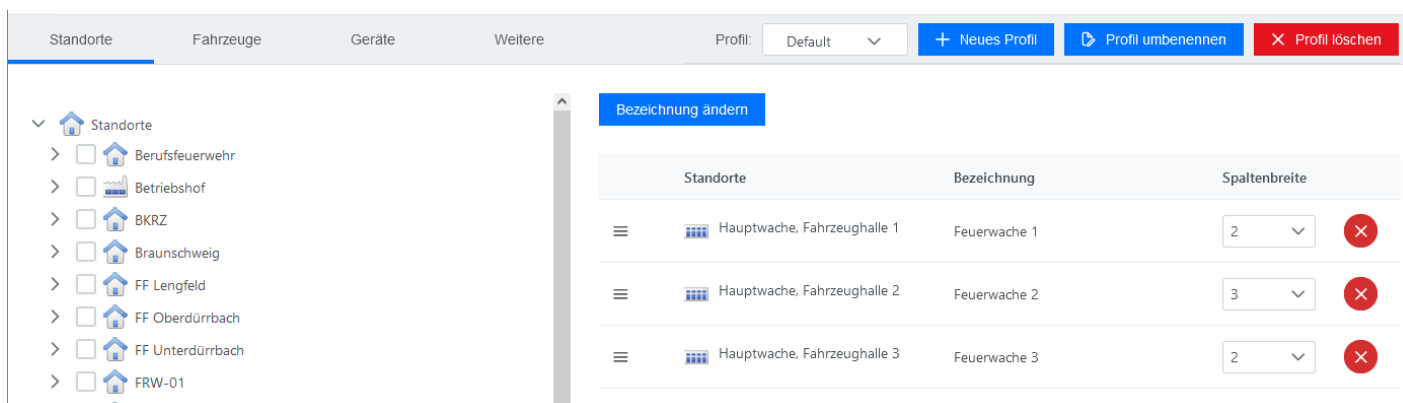 Standorte Fahrzeuge Geräte Weitere Profil: Default Neues Profil Profil umbenennen Profil löschen
Bezeichnung ändern
Standorte
Berufsfeuerwehr
Betriebshof
BKRZ
Braunschweig
FF Lengfeld
FF Oberdürrbach
FF Unterdürrbach
FRW-01
Standorte Bezeichnung Spaltenbreite
Hauptwache, Fahrzeughalle 1 Feuerwache 1 2
Hauptwache, Fahrzeughalle 2 Feuerwache 2 3
Hauptwache, Fahrzeughalle 3 Feuerwache 3 2